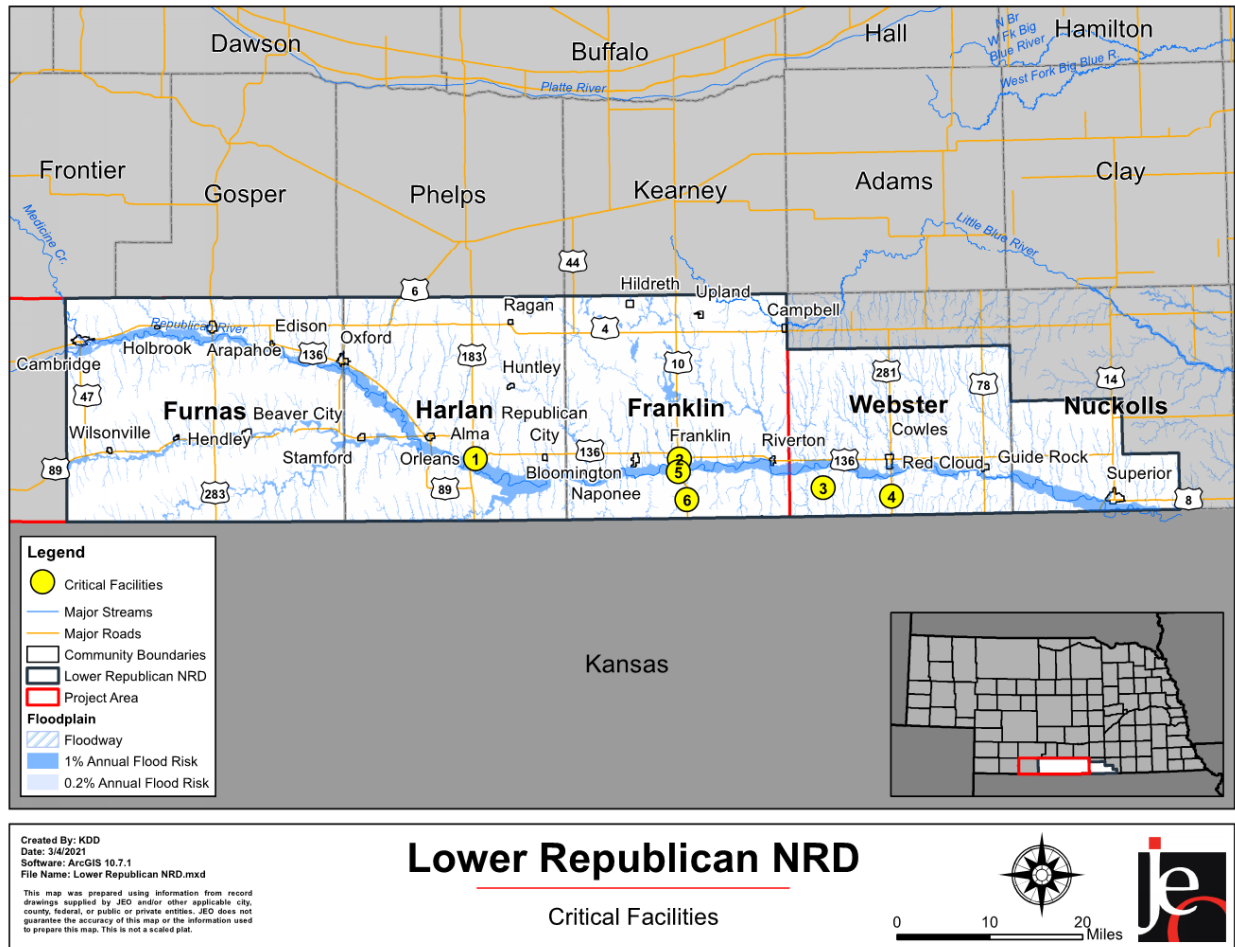 Dawson
Buffalo
Hall
N Br
W Fk Big
Blue River
Hamilton
West Fork Big Blue R.
Platte River
Frontier
Gosper
Phelps
Kearney
Adams
Clay
Medicine Cr.
Little Blue River
44
6
Hildreth
Upland
Ragan
Campbell
Republican River
Edison
Oxford
4
Cambridge
Holbrook
Arapahoe
136
183
10
281
14
Huntley
78
47
Furnas
Beaver City
Harlan
Republican
City
Franklin
Webster
Nuckolls
Wilsonville
Hendley
Alma
Franklin
Cowles
Riverton
136
Stamford
Orleans
1
Bloomington
2
136
Red Cloud
Guide Rock
89
5
Superior
283
89
Naponee
6
3
4
8
Legend
Critical Facilities
Major Streams
Major Roads
Community Boundaries
Lower Republican NRD
Project Area
Floodplain
Floodway
1% Annual Flood Risk
0.2% Annual Flood Risk
Kansas
Created By: KDD
Date: 3/4/2021
Software: ArcGIS 10.7.1
File Name: Lower Republican NRD.mxd
This map was prepared using information from record
drawings supplied by JEO and/or other applicable city,
county, federal, or public or private entities. JEO does not
guarantee the accuracy of this map or the information used
to prepare this map. This is not a scaled plat.
Lower Republican NRD
Critical Facilities
0 10 20
Miles
jeo